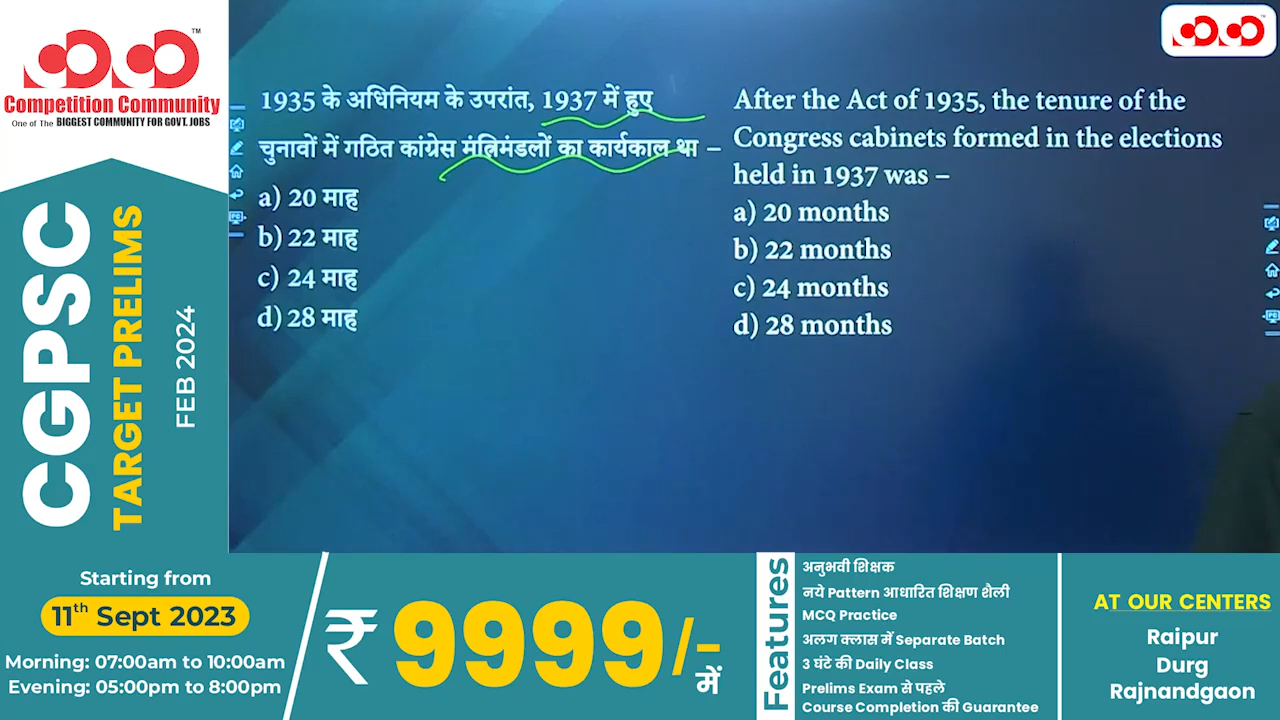 TM
Competition Community
One of The BIGGEST COMMUNITY FOR GOVT. JOBS
CGPSC
TARGET PRELIMS
FEB 2024
1935 के अधिनियम के उपरांत, 1937 में हुए
चुनावों में गठित कांग्रेस मंत्रिमंडलों का कार्यकाल था –
a) 20 माह
b) 22 माह
c) 24 माह
d) 28 माह
After the Act of 1935, the tenure of the
Congress cabinets formed in the elections
held in 1937 was –
a) 20 months
b) 22 months
c) 24 months
d) 28 months
Starting from
11th Sept 2023
Morning: 07:00am to 10:00am
Evening: 05:00pm to 8:00pm
₹ 9999/- में
Features
अनुभवी शिक्षक
नये Pattern आधारित शिक्षण शैली
MCQ Practice
अलग क्लास में Separate Batch
3 घंटे की Daily Class
Prelims Exam से पहले
Course Completion की Guarantee
AT OUR CENTERS
Raipur
Durg
Rajnandgaon